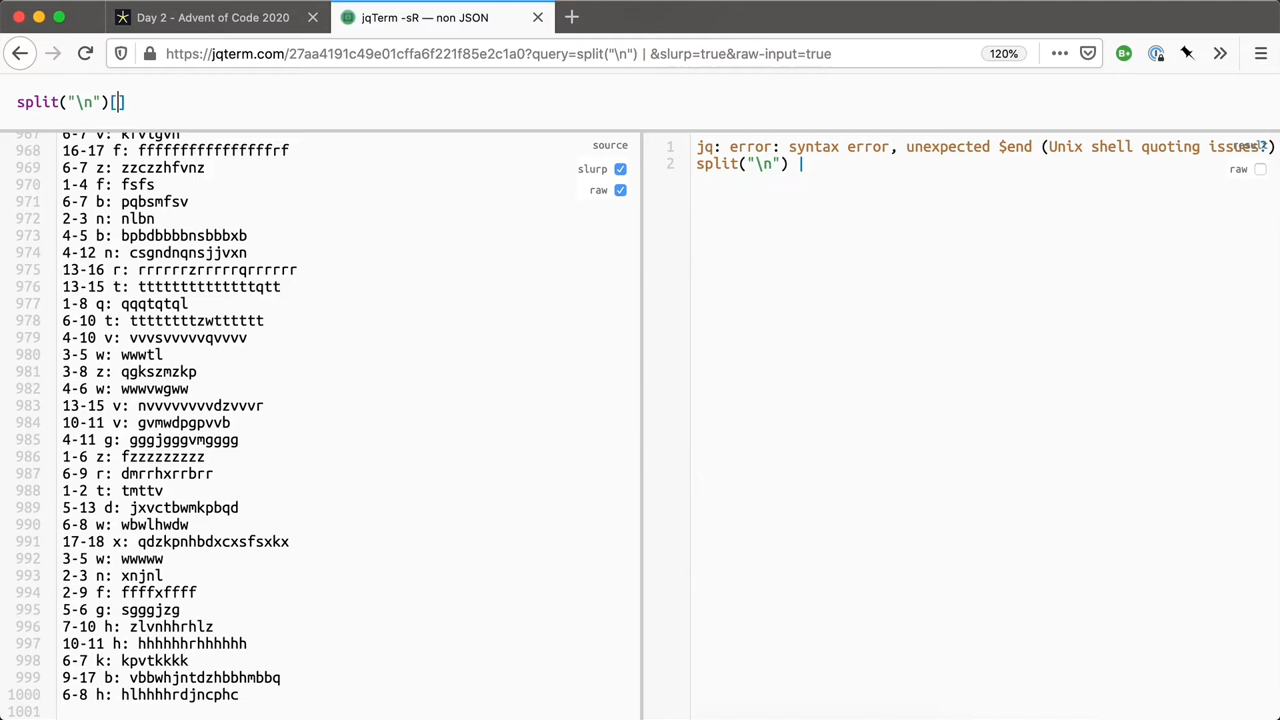 Day 2 - Advent of Code 2020
jqTerm -sR — non JSON
https://jqterm.com/27aa4191c49e01cffa6f221f85e2c1a0?query=split("\n") | &slurp=true&raw-input=true
120%
split("\n")[]
source
slurp
raw
967 6-7 v: kfvtgvn
968 16-17 f: ffffffffffffffffrf
969 6-7 z: zzczzhfvnz
970 1-4 f: fsfs
971 6-7 b: pqbsmfsv
972 2-3 n: nlbn
973 4-5 b: bpbdbbbbnsbbbxb
974 4-12 n: csgndnqnsjjvxn
975 13-16 r: rrrrrrzrrrrrqrrrrrr
976 13-15 t: ttttttttttttttqtt
977 1-8 q: qqqtqtql
978 6-10 t: ttttttttzwtttttt
979 4-10 v: vvvsvvvvvqvvvv
980 3-5 w: wwwtl
981 3-8 z: qgkszmzkp
982 4-6 w: wwwvwgww
983 13-15 v: nvvvvvvvvdzvvvr
984 10-11 v: gvmwdpgpvvb
985 4-11 g: gggjgggvmgggg
986 1-6 z: fzzzzzzzzz
987 6-9 r: dmrrhxrrbrr
988 1-2 t: tmttv
989 5-13 d: jxvctbwmkpbqd
990 6-8 w: wbwlhwdw
991 17-18 x: qdzkpnhbdxcxsfsxkx
992 3-5 w: wwwww
993 2-3 n: xnjnl
994 2-9 f: ffffxffff
995 5-6 g: sgggjzg
996 7-10 h: zlvnhhrhlz
997 10-11 h: hhhhhhrhhhhhh
998 6-7 k: kpvtkkkk
999 9-17 b: vbbwhjntdzhbbhmbbq
1000 6-8 h: hlhhhhrdjncphc
1001
1 jq: error: syntax error, unexpected $end (Unix shell quoting issues?)
2 split("\n") |
result
raw